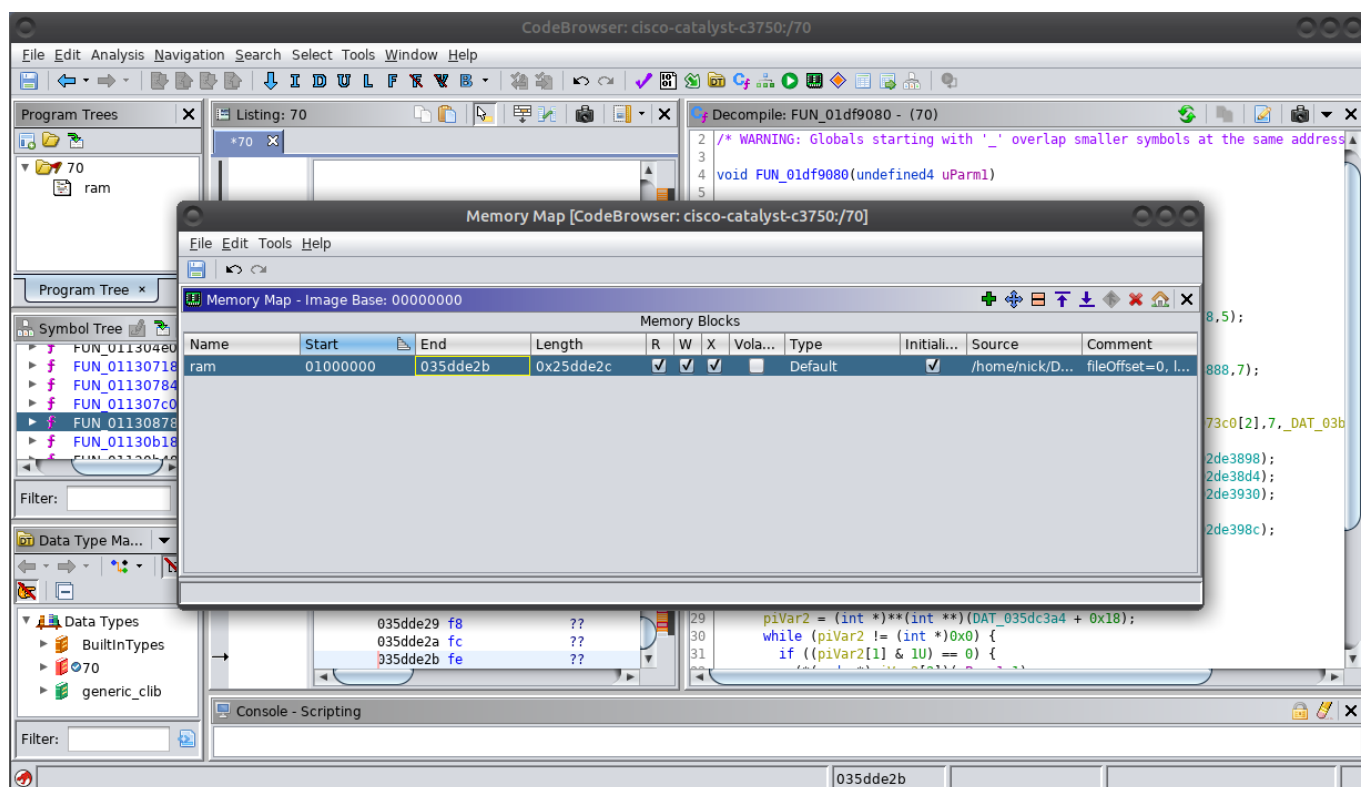 CodeBrowser: cisco-catalyst-c3750:/70
File Edit Analysis Navigation Search Select Tools Window Help
I D U L F R V B
Program Trees
Listing: 70
Decompile: FUN_01df9080 - (70)
*70
70
ram
2 /* WARNING: Globals starting with '_' overlap smaller symbols at the same address
3
4 void FUN_01df9080(undefined4 uParm1)
5
Memory Map [CodeBrowser: cisco-catalyst-c3750:/70]
File Edit Tools Help
Program Tree
Memory Map - Image Base: 00000000
Memory Blocks
8,5);
Symbol Tree
Name Start End Length R W X Vola... Type Initiali... Source Comment
FUN_011304e0
ram 01000000 035dde2b 0x25dde2c Default /home/nick/D... fileOffset=0, l...
FUN_01130718
888,7);
FUN_01130784
FUN_011307c0
FUN_01130878
73c0[2],7,_DAT_03b
FUN_01130b18
2de3898);
2de38d4);
2de3930);
Filter:
2de398c);
Data Type Ma...
Data Types
BuiltInTypes
70
generic_clib
035dde29 f8 ??
035dde2a fc ??
035dde2b fe ??
29 piVar2 = (int *)**(int **)(DAT_035dc3a4 + 0x18);
30 while (piVar2 != (int *)0x0) {
31 if ((piVar2[1] & 1U) == 0) {
Console - Scripting
Filter:
035dde2b